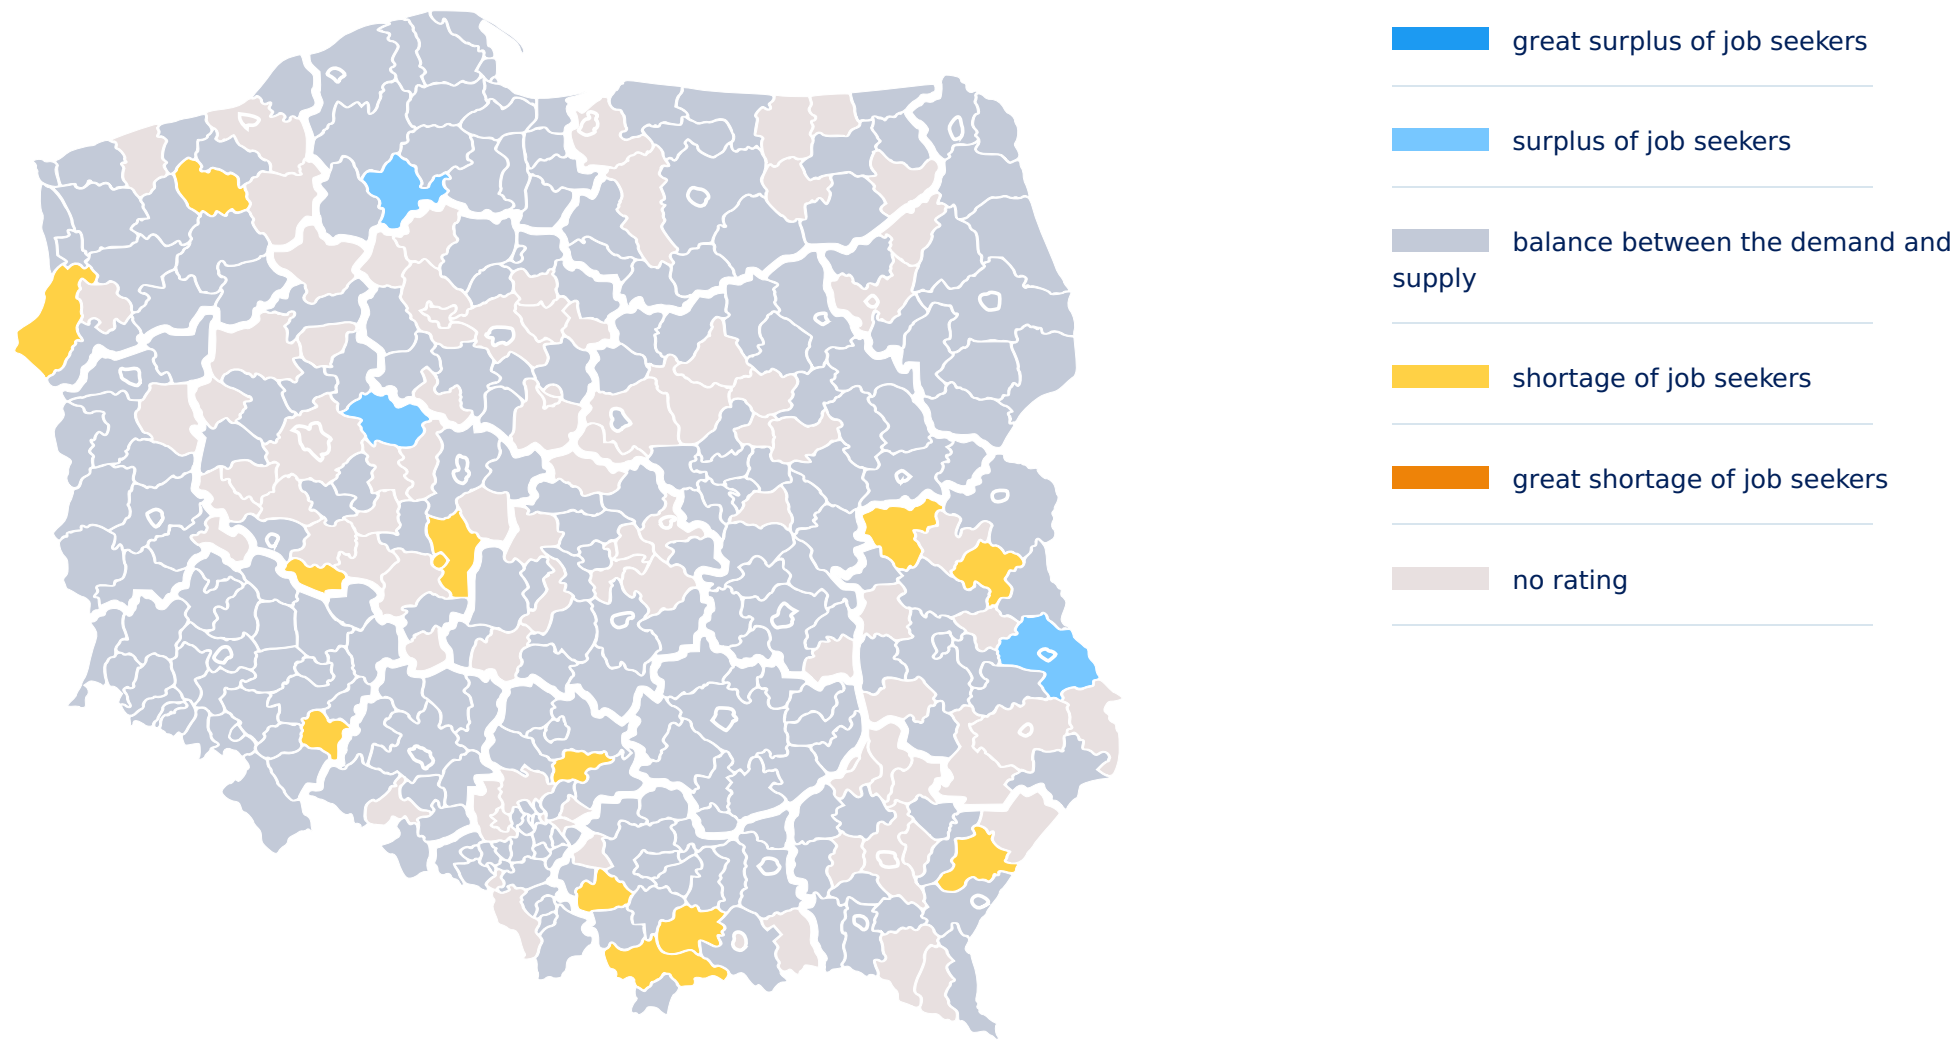 great surplus of job seekers
surplus of job seekers
balance between the demand and
supply
shortage of job seekers
great shortage of job seekers
no rating